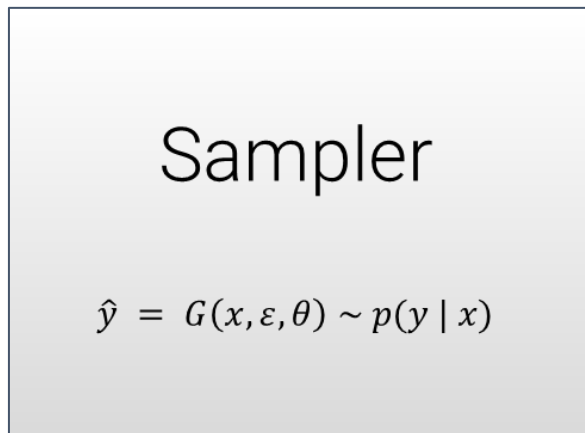 Sampler
ŷ = G(x, ε, θ) ~ p(y | x)